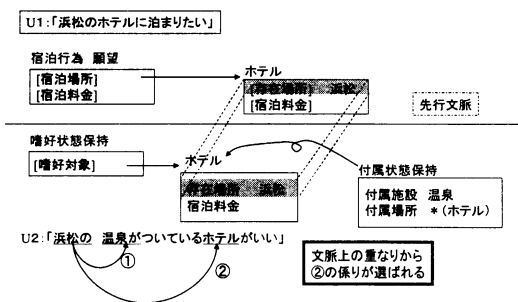 U1:「浜松のホテルに泊まりたい」
宿泊行為 願望
[宿泊場所]
[宿泊料金]
ホテル
[存在場所] 浜松
[宿泊料金]
先行文脈
嗜好状態保持
[嗜好対象]
ホテル
存在場所 浜松
宿泊料金
付属状態保持
付属施設 温泉
付属場所 *(ホテル)
U2:「浜松の 温泉がついているホテルがいい」
①
②
文脈上の重なりから
②の係りが選ばれる